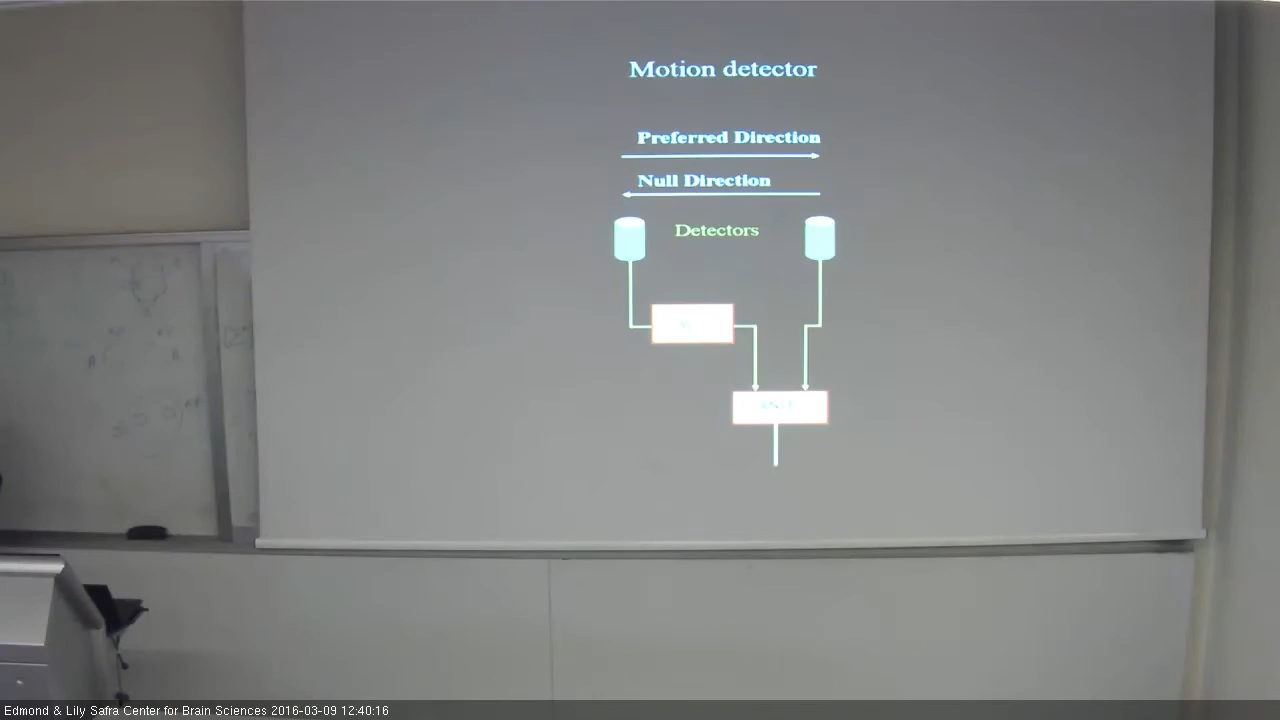 Motion detector
Preferred Direction
Null Direction
Detectors
Edmond & Lily Safra Center for Brain Sciences 2016-03-09 12:40:16